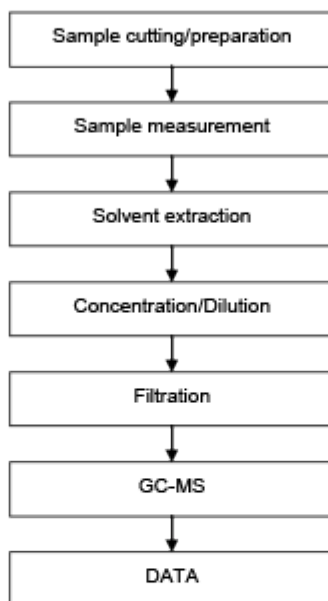 Sample cutting/preparation
Sample measurement
Solvent extraction
Concentration/Dilution
Filtration
GC-MS
DATA